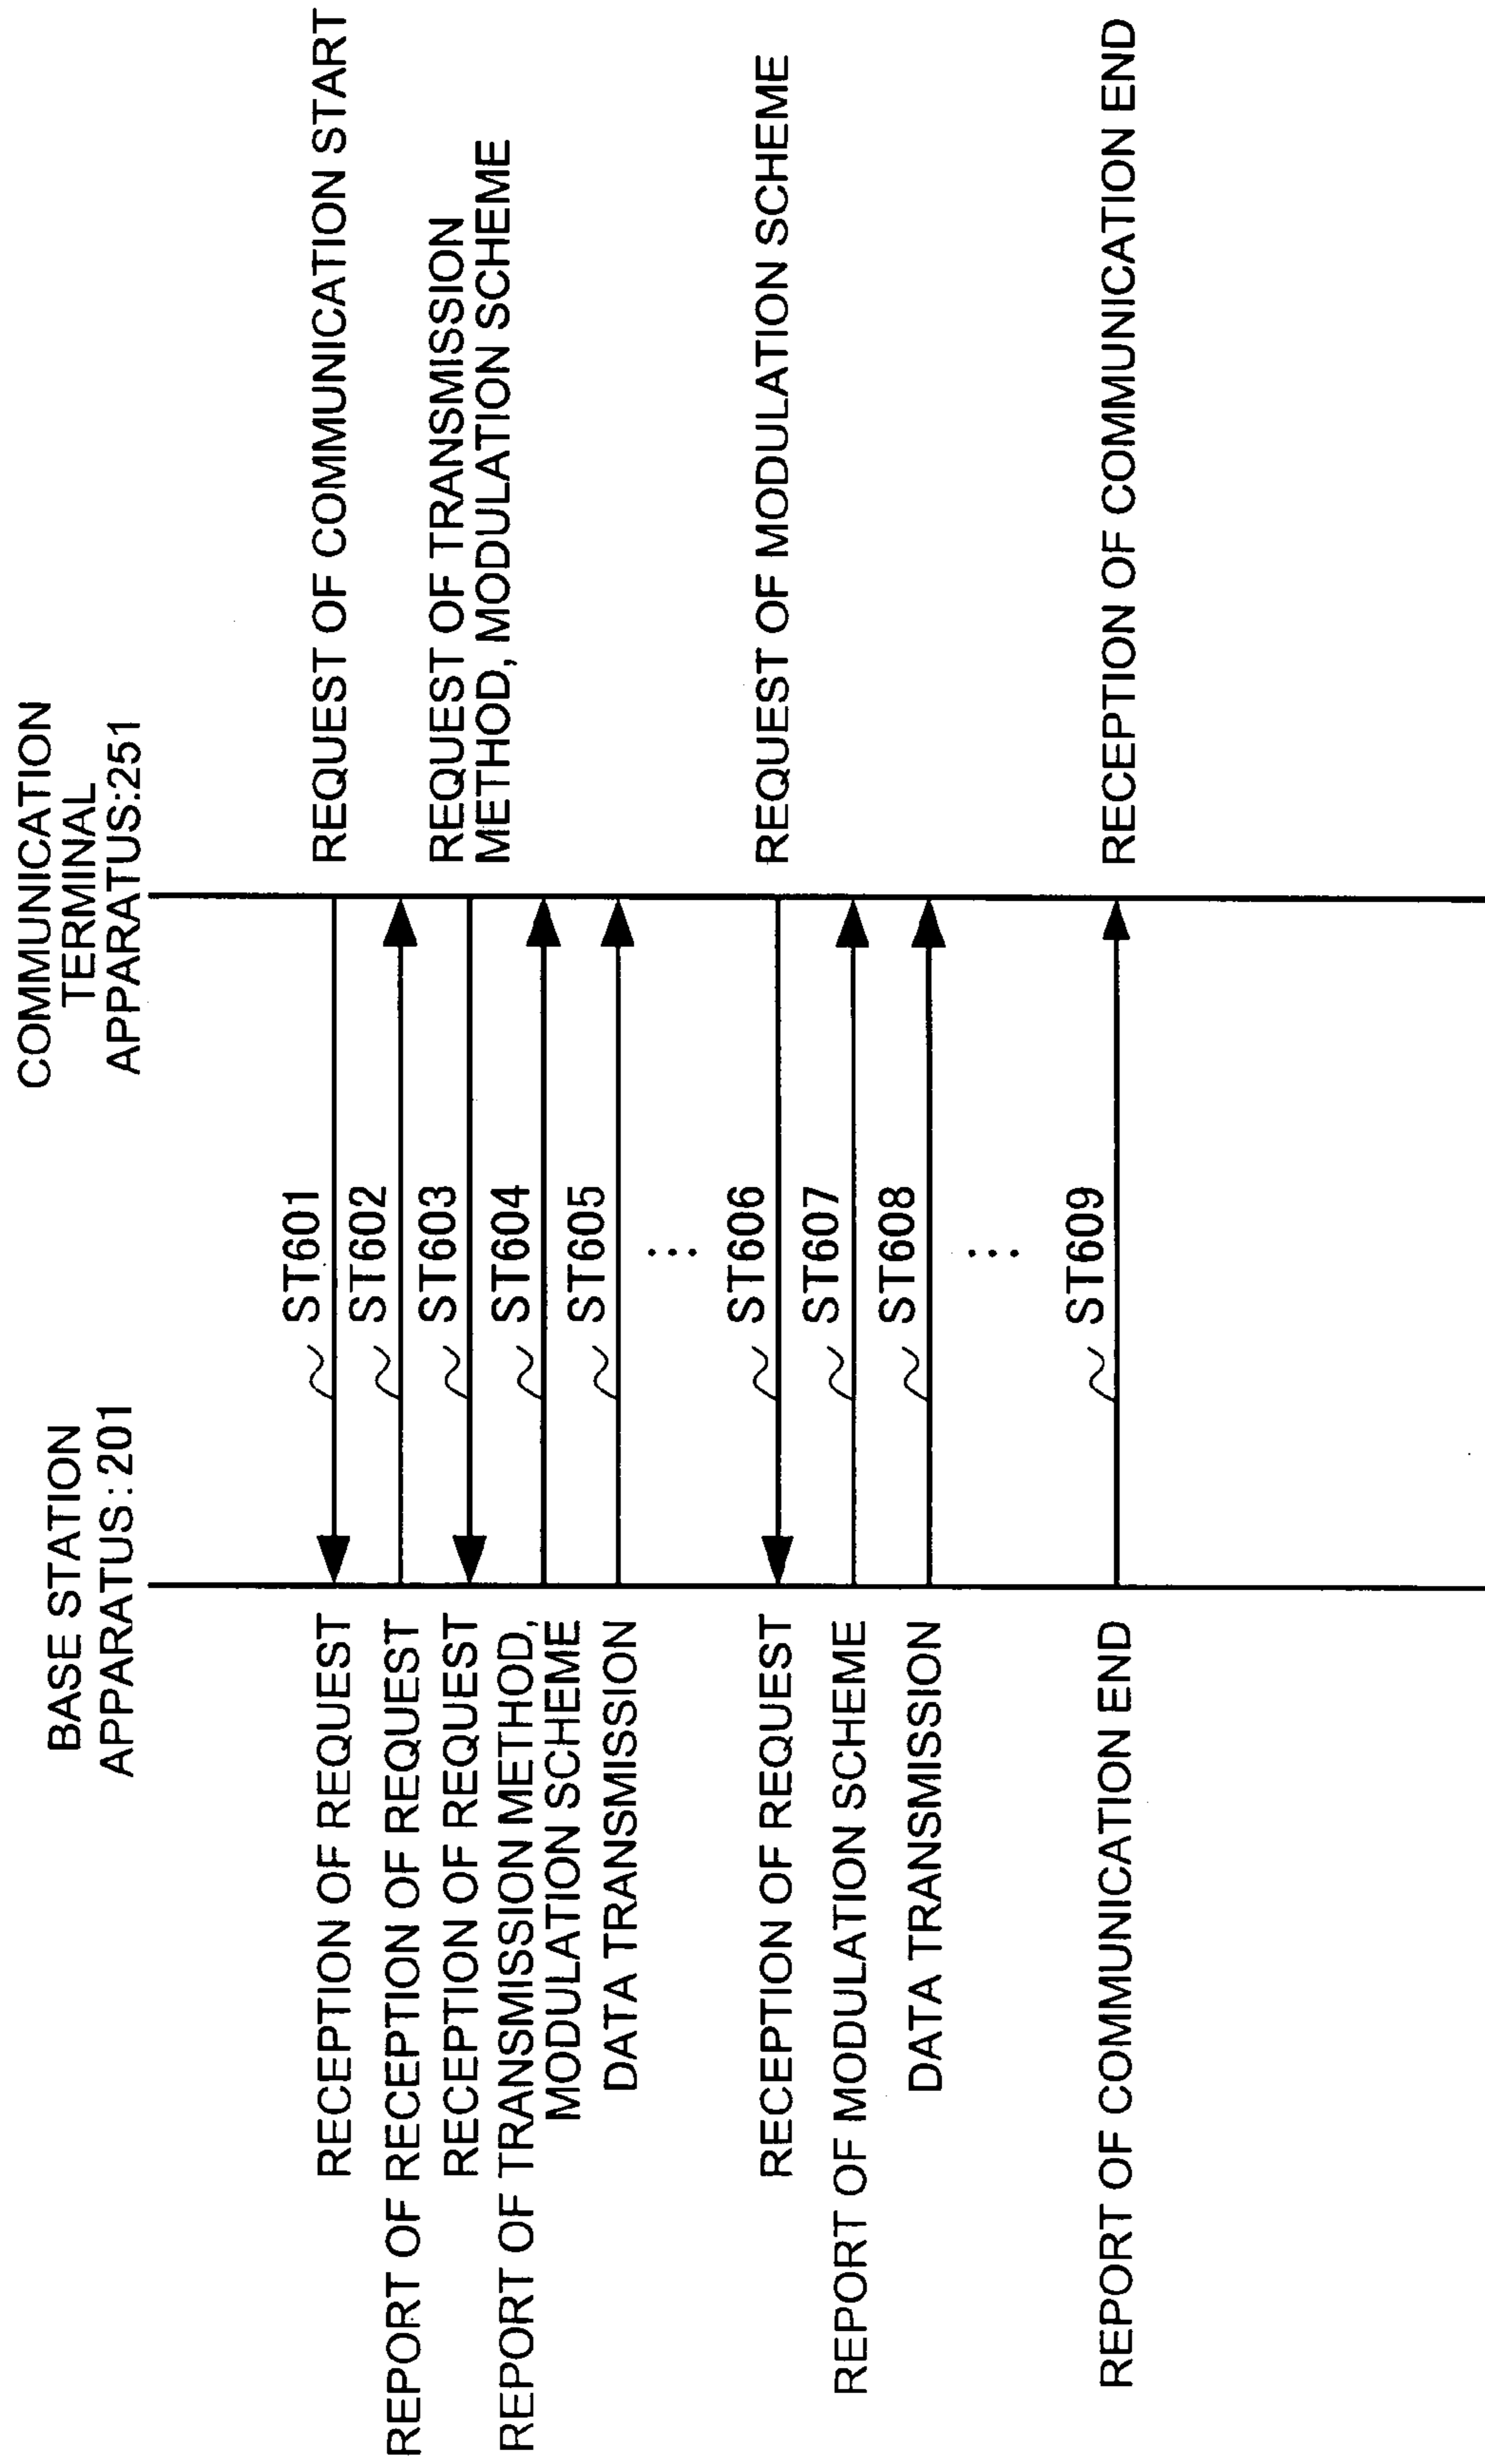 BASE STATION
APPARATUS:201
COMMUNICATION
TERMINAL
APPARATUS:251
RECEPTION OF REQUEST
ST601
REQUEST OF COMMUNICATION START
REPORT OF RECEPTION OF REQUEST
ST602
RECEPTION OF REQUEST
ST603
REQUEST OF TRANSMISSION
METHOD, MODULATION SCHEME
REPORT OF TRANSMISSION METHOD,
MODULATION SCHEME
ST604
DATA TRANSMISSION
ST605
...
RECEPTION OF REQUEST
ST606
REQUEST OF MODULATION SCHEME
REPORT OF MODULATION SCHEME
ST607
DATA TRANSMISSION
ST608
...
REPORT OF COMMUNICATION END
ST609
RECEPTION OF COMMUNICATION END